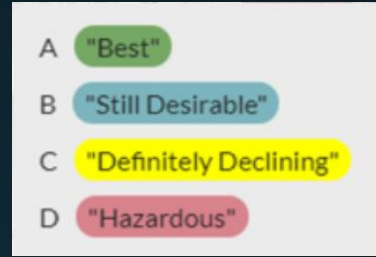 A "Best"
B "Still Desirable"
C "Definitely Declining"
D "Hazardous"